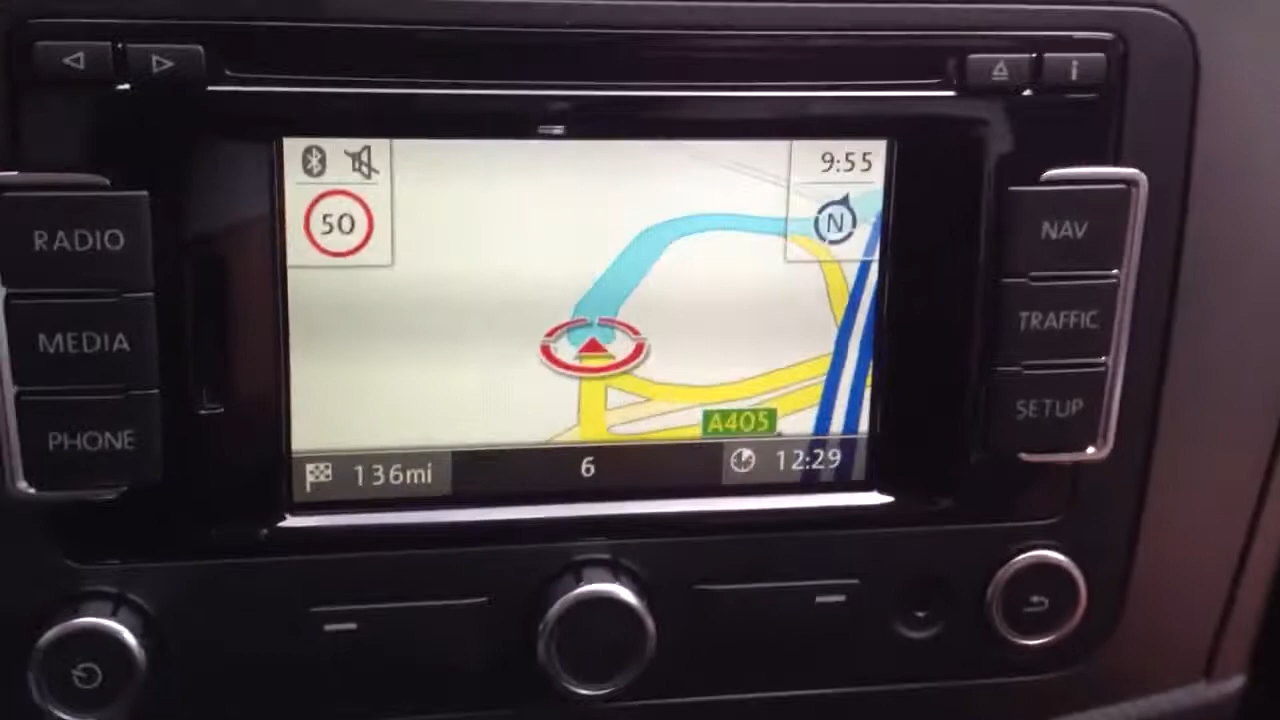 i
9:55
50
N
RADIO
NAV
MEDIA
TRAFFIC
PHONE
SETUP
A405
136mi
6
12:29